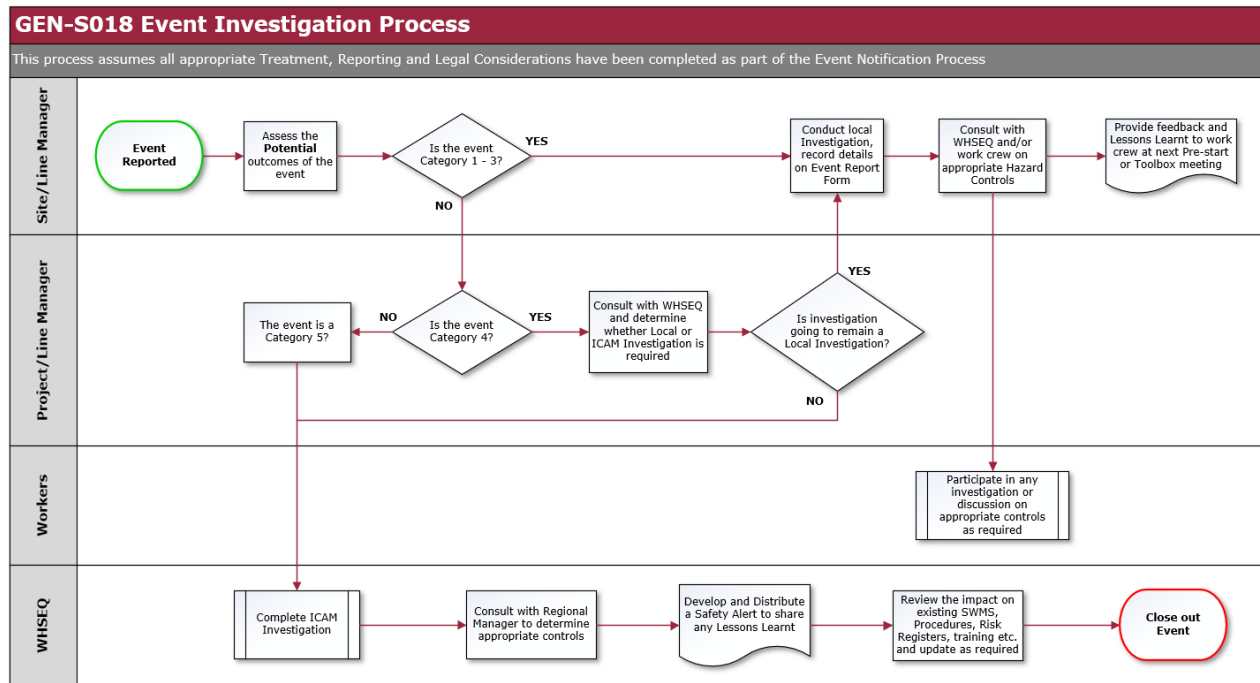 GEN-S018 Event Investigation Process
This process assumes all appropriate Treatment, Reporting and Legal Considerations have been completed as part of the Event Notification Process
Site/Line Manager
Event
Reported
Assess the
Potential
outcomes of the
event
Is the event
Category 1 - 3?
YES
NO
Conduct local
Investigation,
record details
on Event Report
Form
Consult with
WHSEQ and/or
work crew on
appropriate Hazard
Controls
Provide feedback and
Lessons Learnt to work
crew at next Pre-start
or Toolbox meeting
Project/Line Manager
The event is a
Category 5?
NO
Is the event
Category 4?
YES
Consult with WHSEQ
and determine
whether Local or
ICAM Investigation is
required
Is investigation
going to remain a
Local Investigation?
YES
NO
Workers
Participate in any
investigation or
discussion on
appropriate controls
as required
WHSEQ
Complete ICAM
Investigation
Consult with Regional
Manager to determine
appropriate controls
Develop and Distribute
a Safety Alert to share
any Lessons Learnt
Review the impact on
existing SWMS,
Procedures, Risk
Registers, training etc.
and update as required
Close out
Event